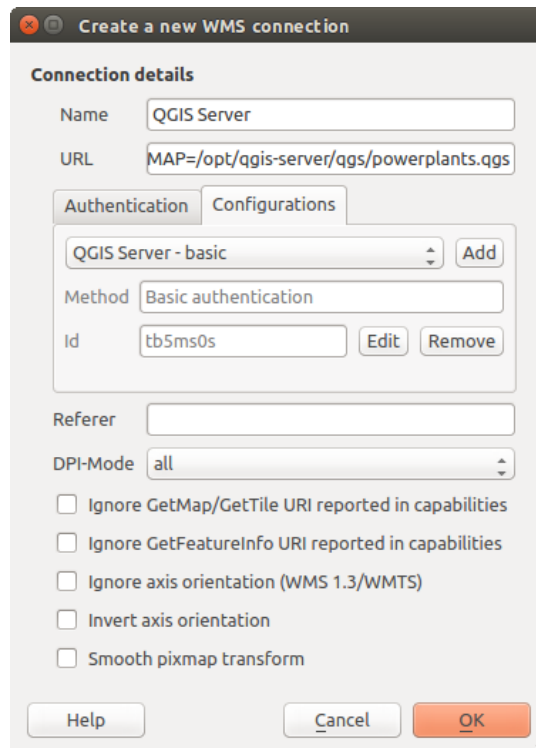 Create a new WMS connection
Connection details
Name QGIS Server
URL MAP=/opt/qgis-server/qgs/powerplants.qgs
Authentication Configurations
QGIS Server - basic Add
Method Basic authentication
Id tb5ms0s Edit Remove
Referer
DPI-Mode all
Ignore GetMap/GetTile URI reported in capabilities
Ignore GetFeatureInfo URI reported in capabilities
Ignore axis orientation (WMS 1.3/WMTS)
Invert axis orientation
Smooth pixmap transform
Help Cancel OK